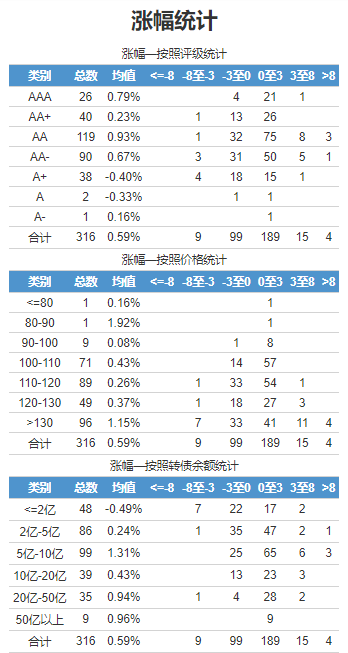 涨幅统计
涨幅—按照评级统计
类别 总数 均值 <=-8 -8至-3 -3至0 0至3 3至8 >8
AAA 26 0.79% 4 21 1
AA+ 40 0.23% 1 13 26
AA 119 0.93% 1 32 75 8 3
AA- 90 0.67% 3 31 50 5 1
A+ 38 -0.40% 4 18 15 1
A 2 -0.33% 1 1
A- 1 0.16% 1
合计 316 0.59% 9 99 189 15 4
涨幅—按照价格统计
类别 总数 均值 <=-8 -8至-3 -3至0 0至3 3至8 >8
<=80 1 0.16% 1
80-90 1 1.92% 1
90-100 9 0.08% 1 8
100-110 71 0.43% 14 57
110-120 89 0.26% 1 33 54 1
120-130 49 0.37% 1 18 27 3
>130 96 1.15% 7 33 41 11 4
合计 316 0.59% 9 99 189 15 4
涨幅—按照转债余额统计
类别 总数 均值 <=-8 -8至-3 -3至0 0至3 3至8 >8
<=2亿 48 -0.49% 7 22 17 2
2亿-5亿 86 0.24% 1 35 47 2 1
5亿-10亿 99 1.31% 25 65 6 3
10亿-20亿 39 0.43% 13 23 3
20亿-50亿 35 0.94% 1 4 28 2
50亿以上 9 0.96% 9
合计 316 0.59% 9 99 189 15 4